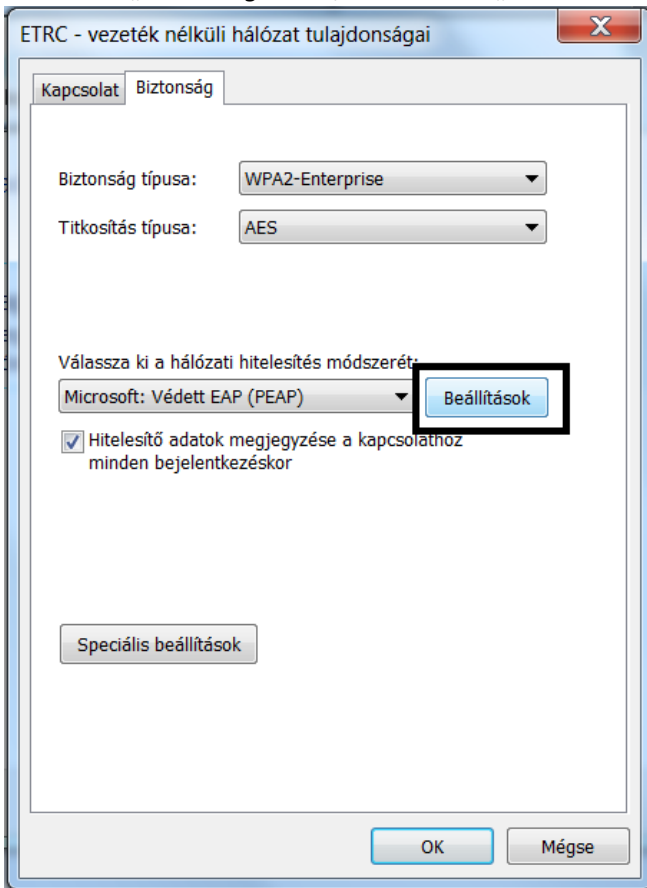 ETRC - vezeték nélküli hálózat tulajdonságai
X
Kapcsolat
Biztonság
Biztonság típusa:
WPA2-Enterprise
Titkosítás típusa:
AES
Válassza ki a hálózati hitelesítés módszerét:
Microsoft: Védett EAP (PEAP)
Beállítások
Hitelesítő adatok megjegyzése a kapcsolathoz
minden bejelentkezéskor
Speciális beállítások
OK
Mégse